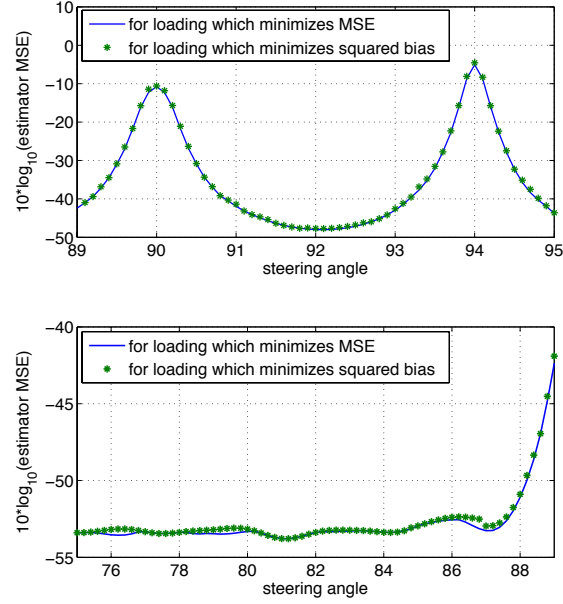 for loading which minimizes MSE
for loading which minimizes squared bias
10*log10(estimator MSE)
10
0
-10
-20
-30
-40
-50
89 90 91 92 93 94 95
steering angle
for loading which minimizes MSE
for loading which minimizes squared bias
10*log10(estimator MSE)
-40
-45
-50
-55
76 78 80 82 84 86 88
steering angle